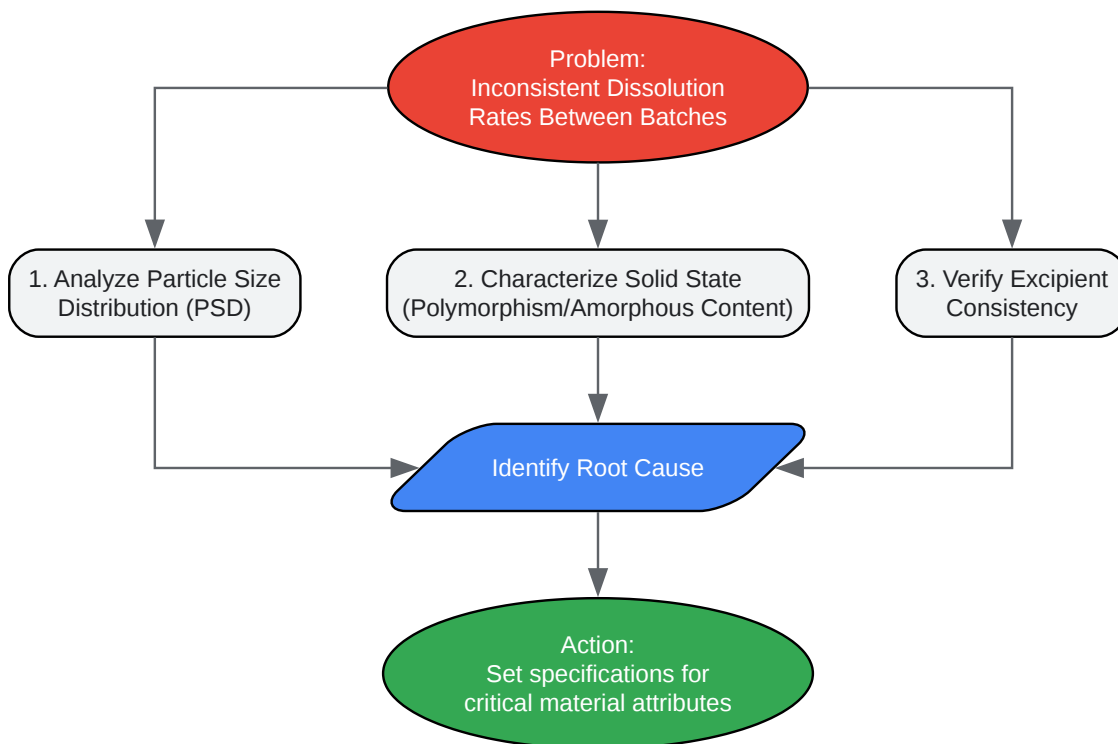 Problem:
Inconsistent Dissolution
Rates Between Batches
1. Analyze Particle Size
Distribution (PSD)
2. Characterize Solid State
(Polymorphism/Amorphous Content)
3. Verify Excipient
Consistency
Identify Root Cause
Action:
Set specifications for
critical material attributes